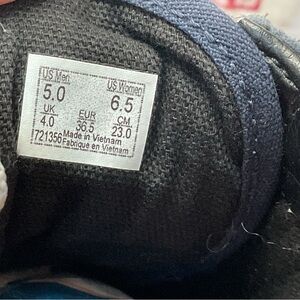 US Men US Women
5.0 6.5
UK EUR CM
4.0 36.5 23.0
721356 Made in Vietnam
Fabriqué en Vietnam